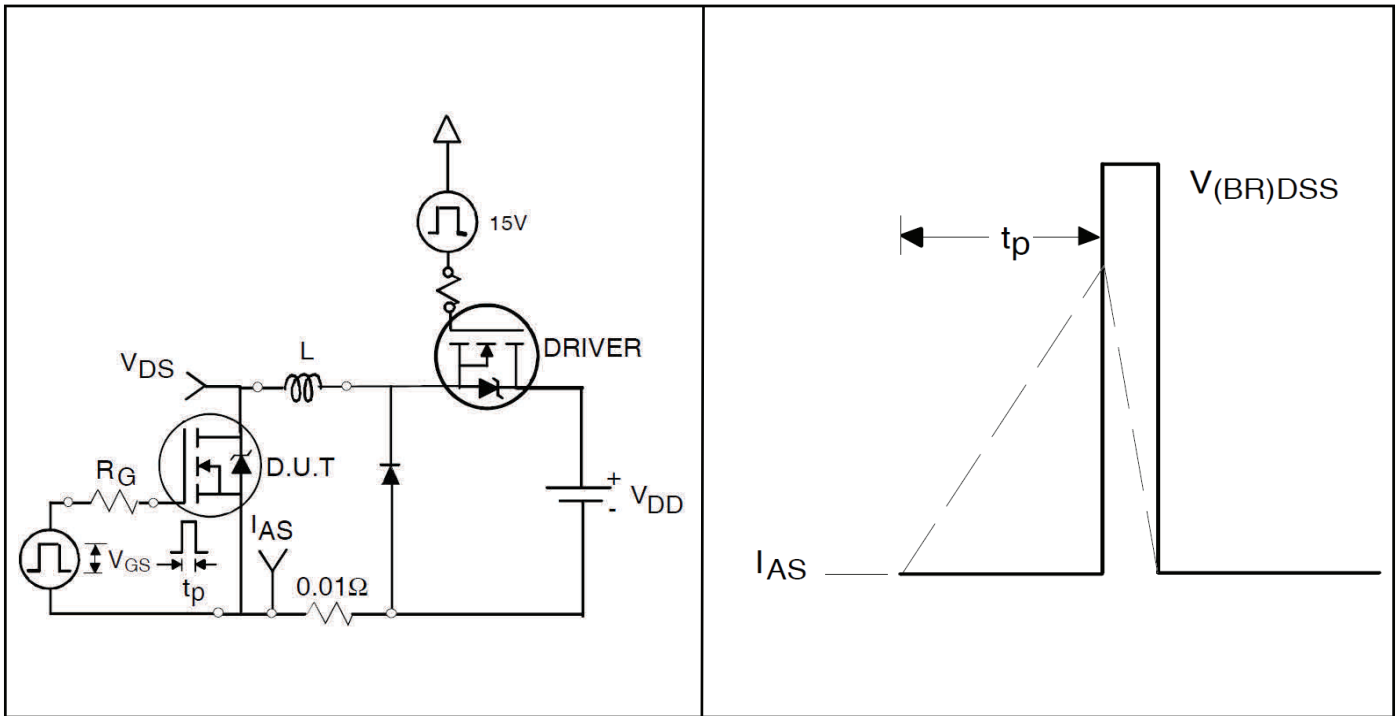 15V
DRIVER
L
VDS
D.U.T
RG
+
VDD
-
IAS
VGS
tp
0.01Ω
V(BR)DSS
tp
IAS